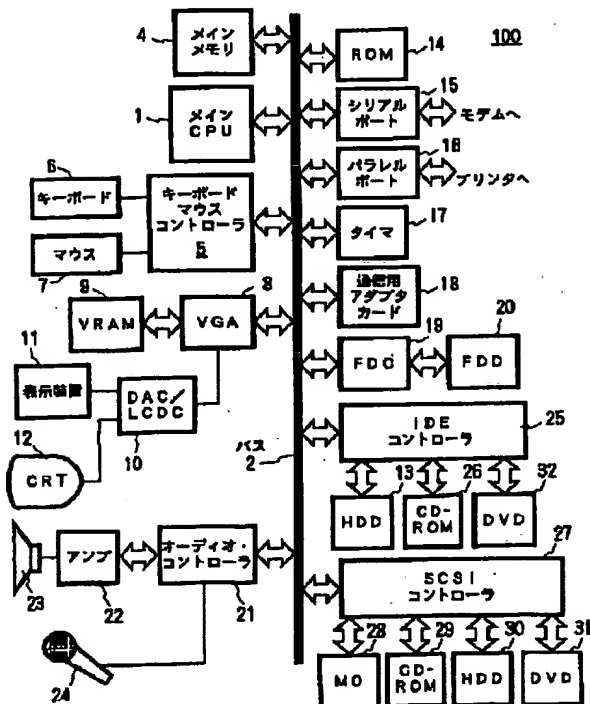 4
メイン
メモリ
1
メイン
CPU
6
キーボード
マウス
7
キーボード
マウス
コントローラ
5
9
VRAM
8
VGA
11
表示装置
DAC/
LCDC
10
12
CRT
バス
2
アンプ
22
23
オーディオ・
コントローラ
21
24
100
ROM
14
シリアル
ポート
15
モデムへ
パラレル
ポート
16
プリンタへ
タイマ
17
通信用
アダプタ
カード
18
FDC
19
FDD
20
IDE
コントローラ
25
HDD
13
CD-
ROM
26
DVD
32
SCSI
コントローラ
27
MO
28
CD-
ROM
29
HDD
30
DVD
31